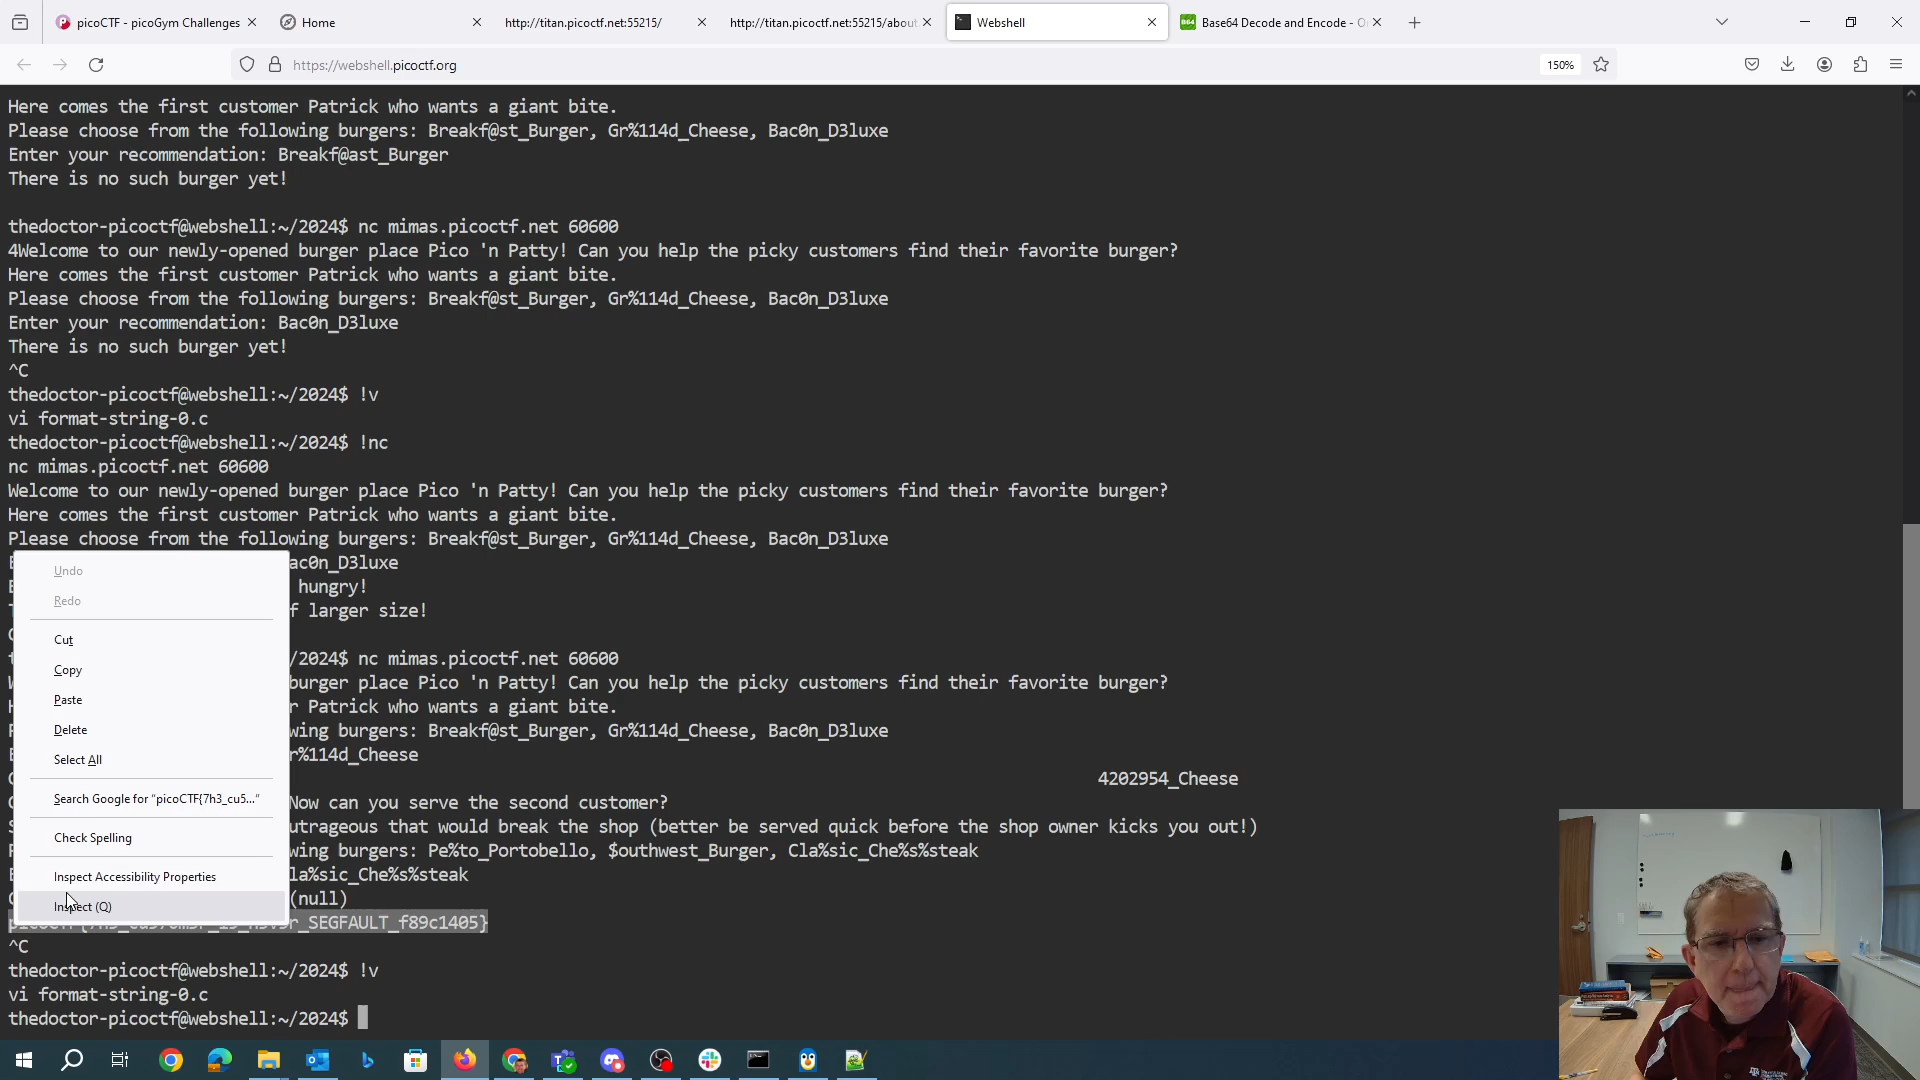 picoCTF - picoGym Challenges
Home
http://titan.picoctf.net:55215/
http://titan.picoctf.net:55215/about
Webshell
Base64 Decode and Encode - O
https://webshell.picoctf.org
150%
Here comes the first customer Patrick who wants a giant bite.
Please choose from the following burgers: Breakf@st_Burger, Gr%114d_Cheese, Bac0n_D3luxe
Enter your recommendation: Breakf@ast_Burger
There is no such burger yet!
thedoctor-picoctf@webshell:~/2024$ nc mimas.picoctf.net 60600
4Welcome to our newly-opened burger place Pico 'n Patty! Can you help the picky customers find their favorite burger?
Here comes the first customer Patrick who wants a giant bite.
Please choose from the following burgers: Breakf@st_Burger, Gr%114d_Cheese, Bac0n_D3luxe
Enter your recommendation: Bac0n_D3luxe
There is no such burger yet!
^C
thedoctor-picoctf@webshell:~/2024$ !v
vi format-string-0.c
thedoctor-picoctf@webshell:~/2024$ !nc
nc mimas.picoctf.net 60600
Welcome to our newly-opened burger place Pico 'n Patty! Can you help the picky customers find their favorite burger?
Here comes the first customer Patrick who wants a giant bite.
Please choose from the following burgers: Breakf@st_Burger, Gr%114d_Cheese, Bac0n_D3luxe
ac0n_D3luxe
hungry!
f larger size!
/2024$ nc mimas.picoctf.net 60600
burger place Pico 'n Patty! Can you help the picky customers find their favorite burger?
r Patrick who wants a giant bite.
wing burgers: Breakf@st_Burger, Gr%114d_Cheese, Bac0n_D3luxe
r%114d_Cheese
4202954_Cheese
Now can you serve the second customer?
utrageous that would break the shop (better be served quick before the shop owner kicks you out!)
wing burgers: Pe%to_Portobello, $outhwest_Burger, Cla%sic_Che%s%steak
la%sic_Che%s%steak
(null)
r_SEGFAULT_f89c1405}
^C
thedoctor-picoctf@webshell:~/2024$ !v
vi format-string-0.c
thedoctor-picoctf@webshell:~/2024$
Undo
Redo
Cut
Copy
Paste
Delete
Select All
Search Google for "picoCTF{7h3_cu5..."
Check Spelling
Inspect Accessibility Properties
Inspect (Q)